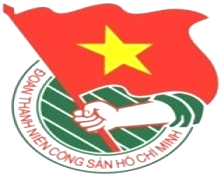 ĐOÀN THANH NIÊN CỘNG SẢN HỒ CHÍ MINH